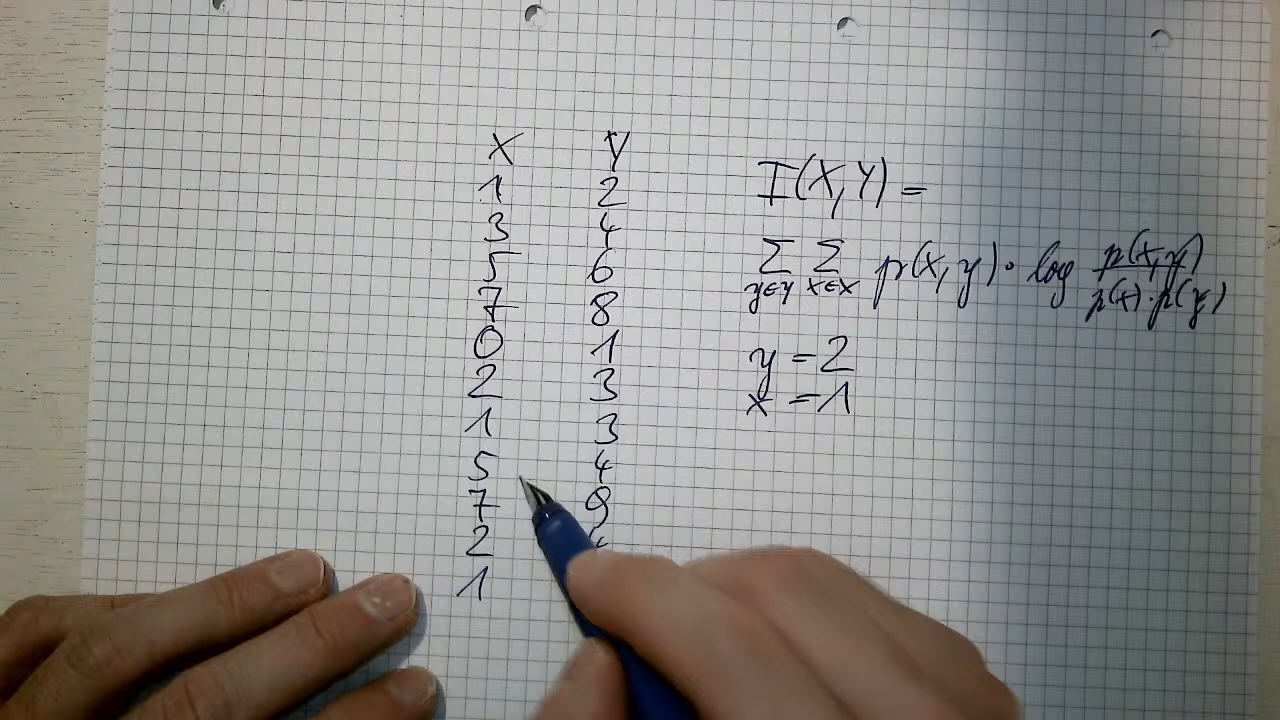 X Y
1 2
3 4
5 6
7 8
0 1
2 3
1 3
5 4
7 9
2
1
I(X,Y) =
∑ y∈Y ∑ x∈X p(x,y) · log p(x,y) / p(x)·p(y)
y = 2
x = 1